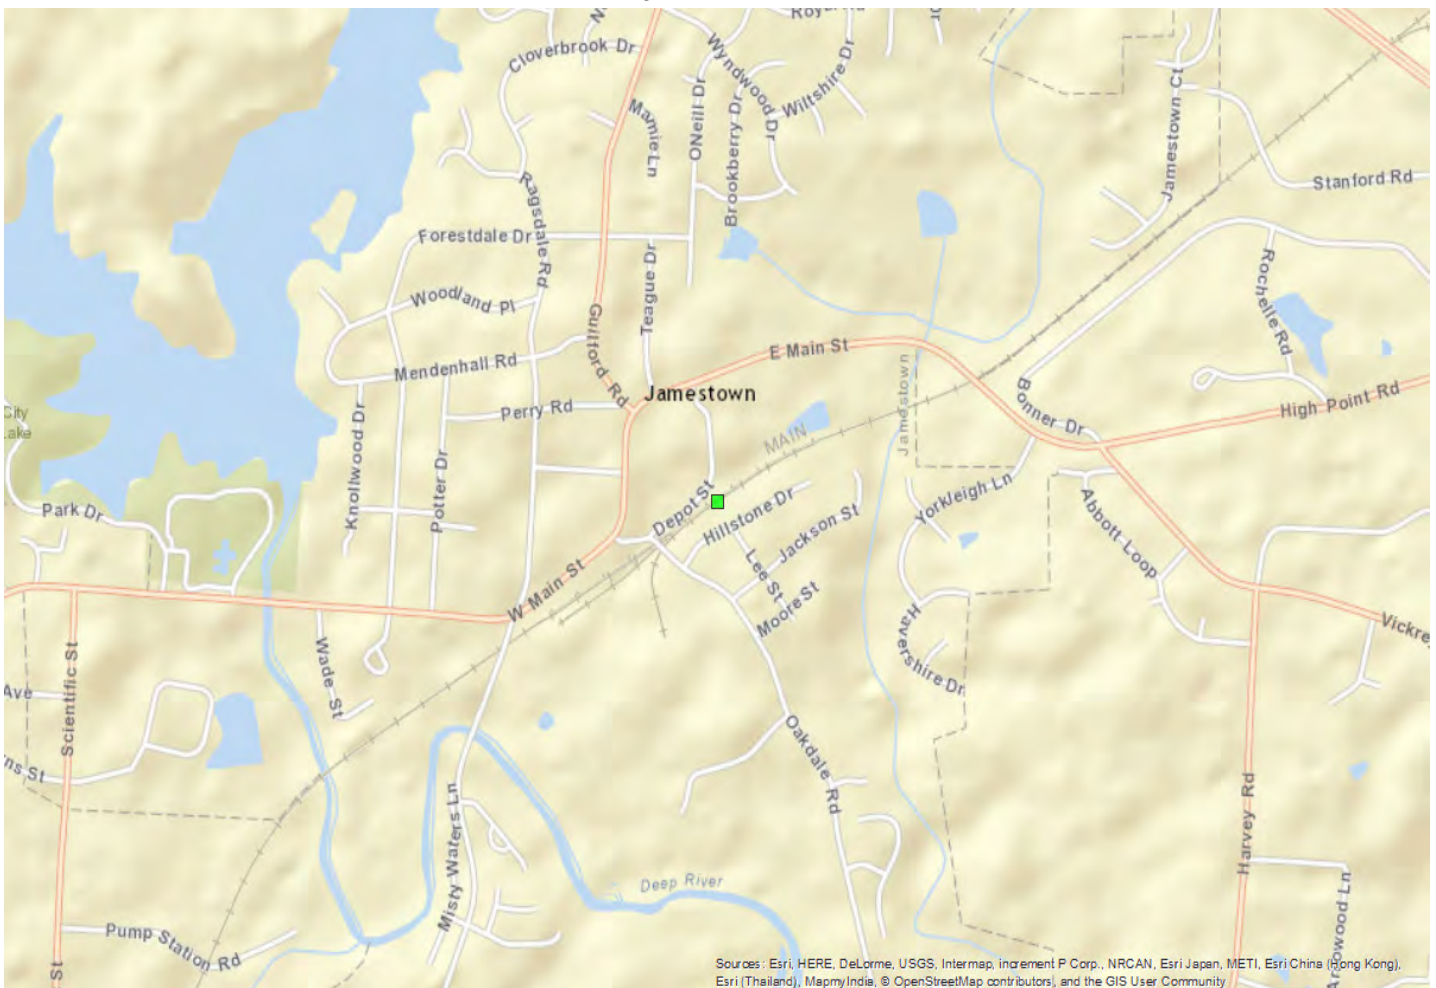 Cloverbrook Dr
Wyndwood Dr
Wiltshire Dr
Mamie Ln
ONeill Dr
Brookberry Dr
Jamestown Ct
Stanford Rd
Ragsdale Rd
Forestdale Dr
Teague Dr
Rochelle Rd
Woodland Pl
Guilford Rd
E Main St
Mendenhall Rd
Jamestown
Jamestown
Bonner Dr
High Point Rd
Perry Rd
City
Lake
Knollwood Dr
Potter Dr
MAIN
Depot St
Hillstone Dr
Jackson St
Yorkleigh Ln
Abbott Loop
Park Dr
Lee St
Moore St
W Main St
Havershire Dr
Vickre
Scientific St
Wade St
Ave
ns St
Oakdale Rd
Misty Waters Ln
Harvey Rd
Deep River
Pump Station Rd
St
Sources: Esri, HERE, DeLorme, USGS, Intermap, increment P Corp., NRCAN, Esri Japan, METI, Esri China (Hong Kong),
Esri (Thailand), MapmyIndia, © OpenStreetMap contributors, and the GIS User Community